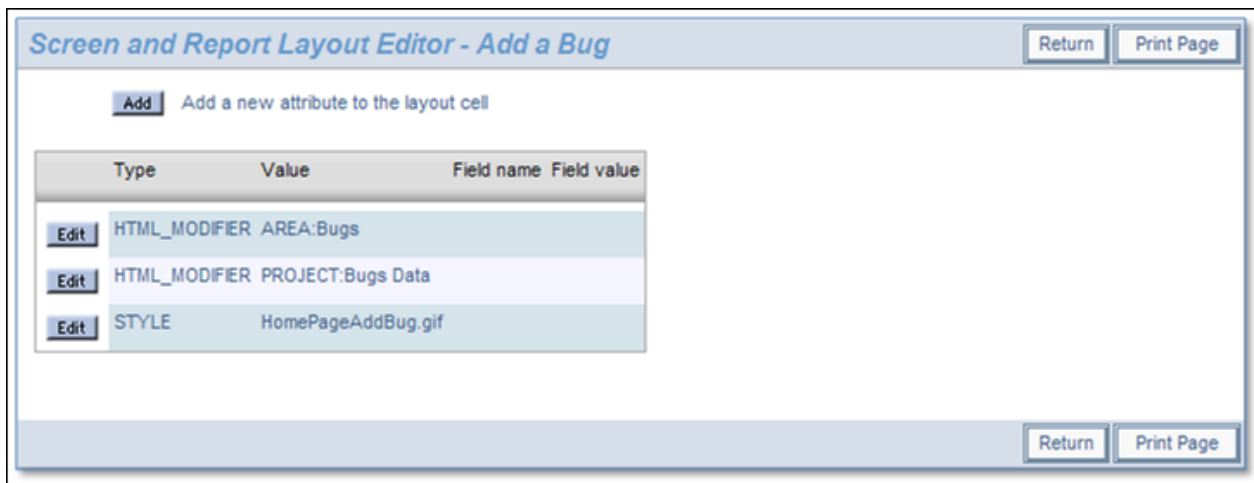 Screen and Report Layout Editor - Add a Bug Return Print Page
Add Add a new attribute to the layout cell
Type Value Field name Field value
Edit HTML_MODIFIER AREA:Bugs
Edit HTML_MODIFIER PROJECT:Bugs Data
Edit STYLE HomePageAddBug.gif
Return Print Page